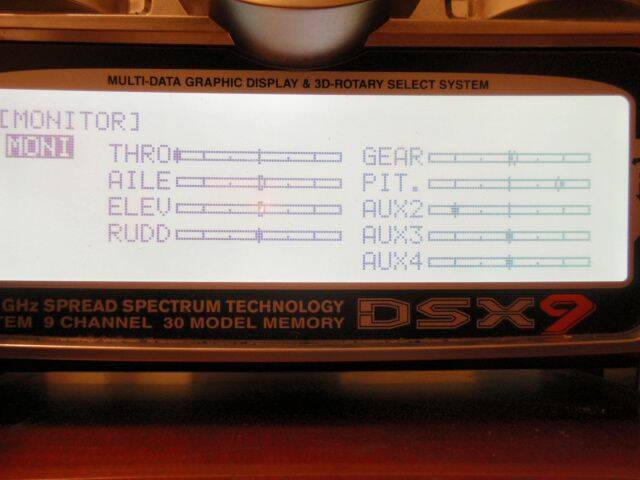 MULTI-DATA GRAPHIC DISPLAY & 3D-ROTARY SELECT SYSTEM
[MONITOR]
MONI
THRO
AILE
ELEV
RUDD
GEAR
PIT.
AUX2
AUX3
AUX4
GHz SPREAD SPECTRUM TECHNOLOGY
TEM 9 CHANNEL 30 MODEL MEMORY
DSX9